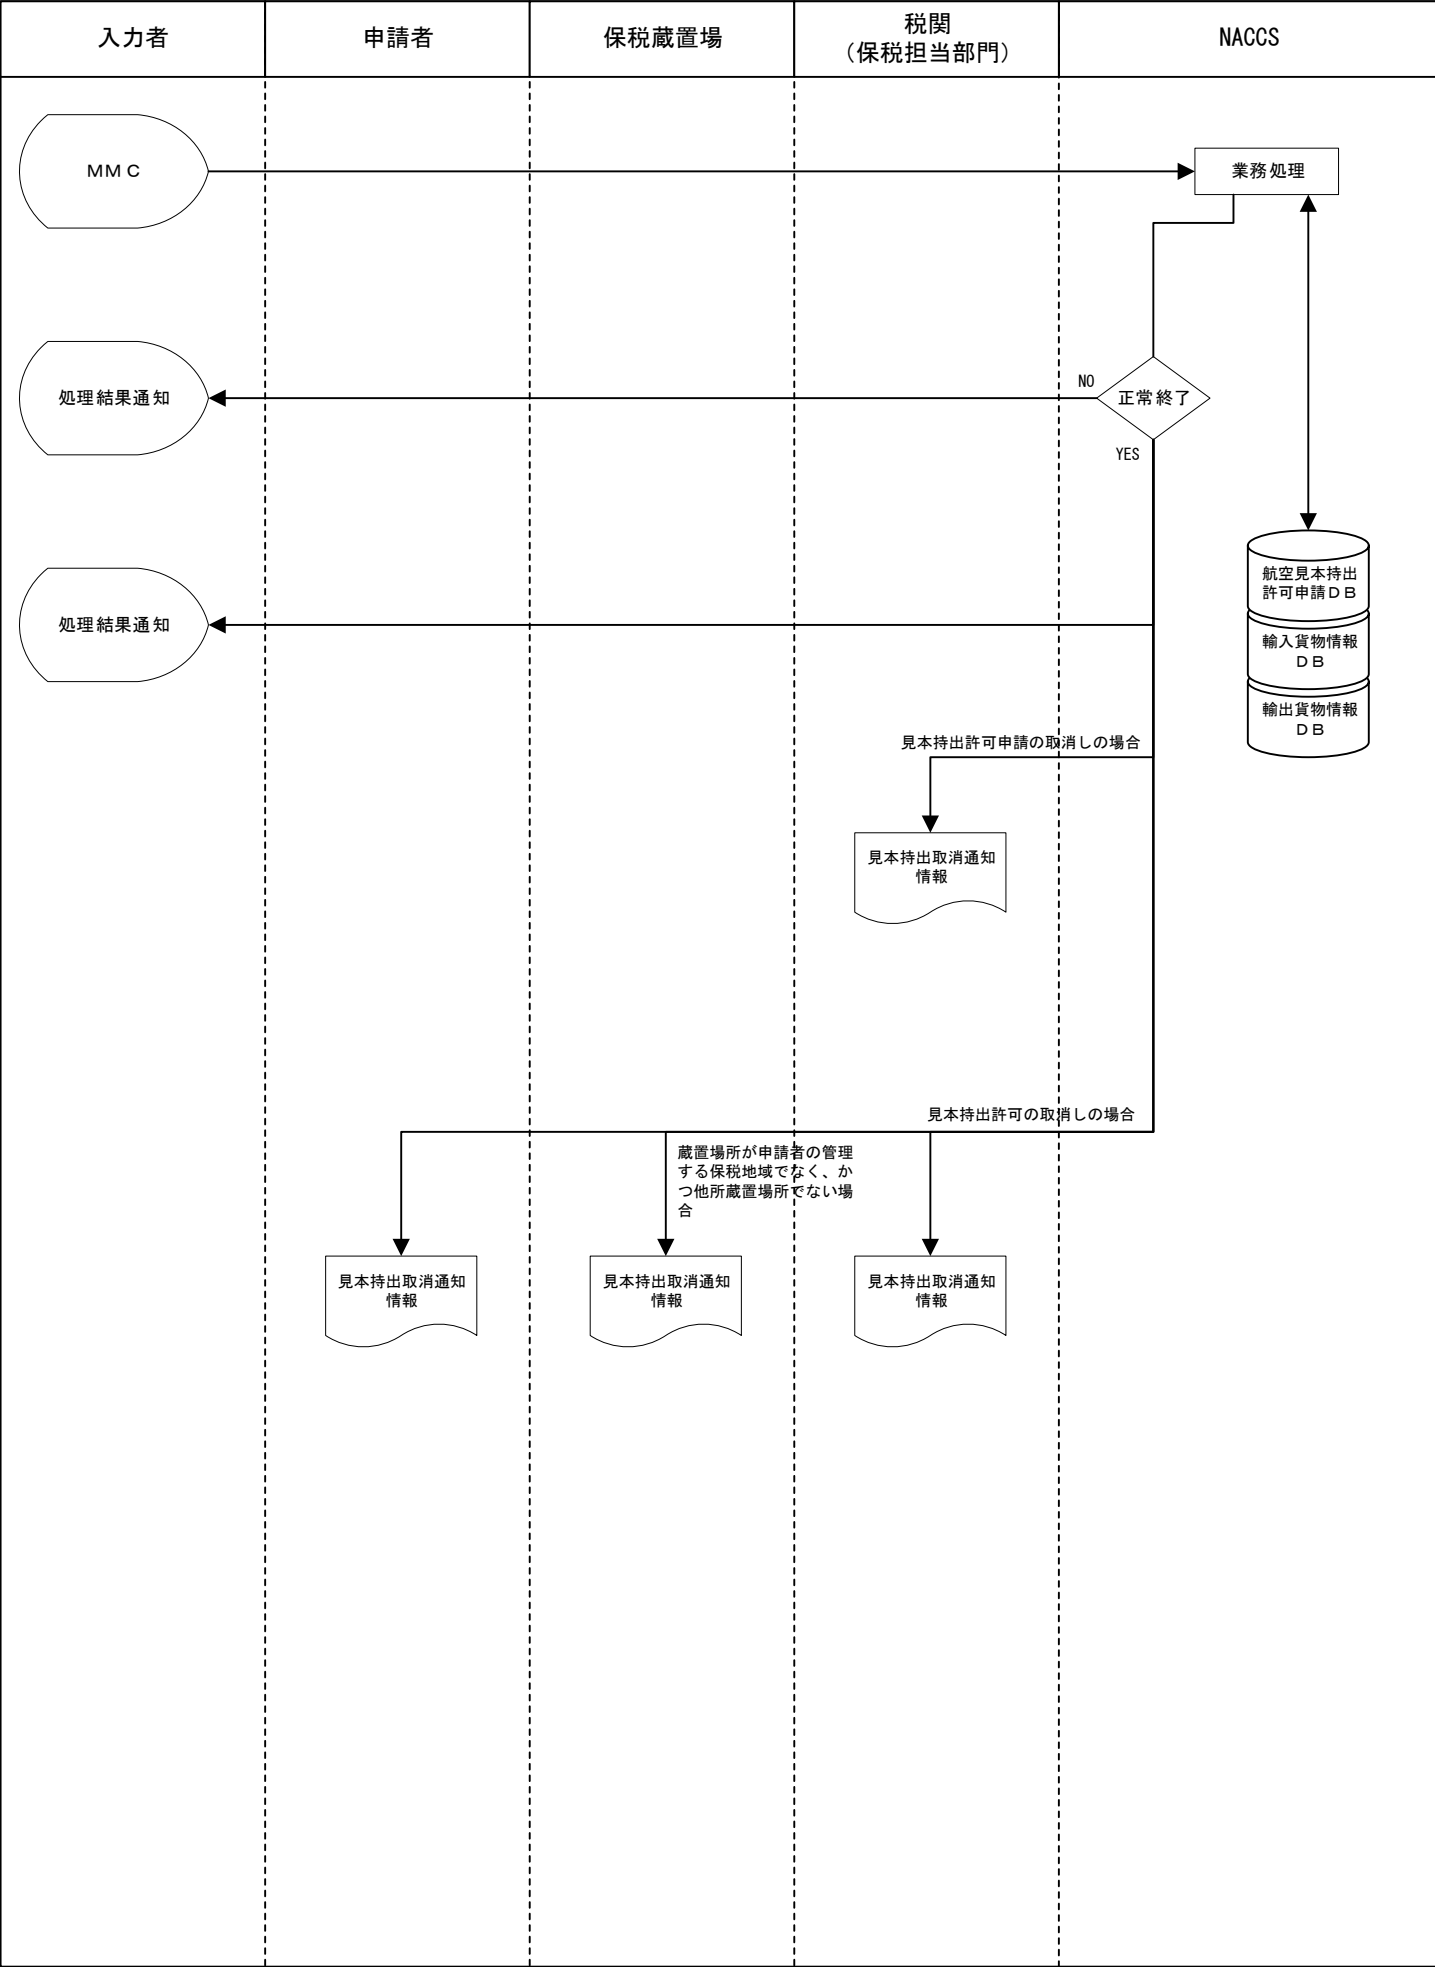 入力者
申請者
保税蔵置場
税関
（保税担当部門）
NACCS
ＭＭＣ
業務処理
処理結果通知
NO
正常終了
YES
処理結果通知
航空見本持出
許可申請ＤＢ
輸入貨物情報
ＤＢ
輸出貨物情報
ＤＢ
見本持出許可申請の取消しの場合
見本持出取消通知
情報
見本持出許可の取消しの場合
蔵置場所が申請者の管理
する保税地域でなく、か
つ他所蔵置場所でない場
合
見本持出取消通知
情報
見本持出取消通知
情報
見本持出取消通知
情報